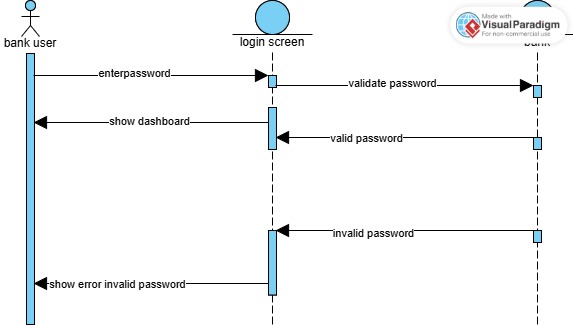 Made with
Visual Paradigm
For non-commercial use
bank user
login screen
bank
enterpassword
validate password
show dashboard
valid password
invalid password
show error invalid password